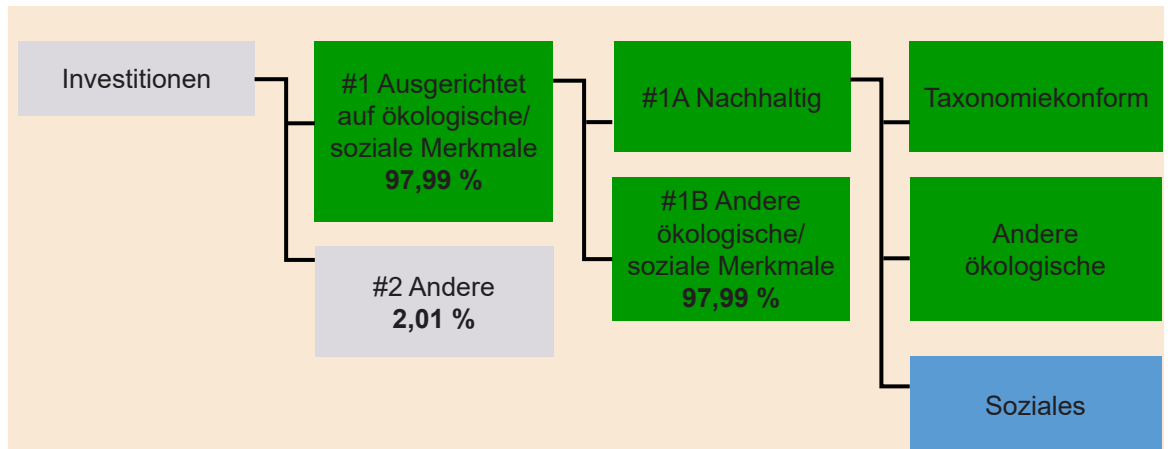 Investitionen
#1 Ausgerichtet
auf ökologische/
soziale Merkmale
97,99 %
#2 Andere
2,01 %
#1A Nachhaltig
#1B Andere
ökologische/
soziale Merkmale
97,99 %
Taxonomiekonform
Andere
ökologische
Soziales